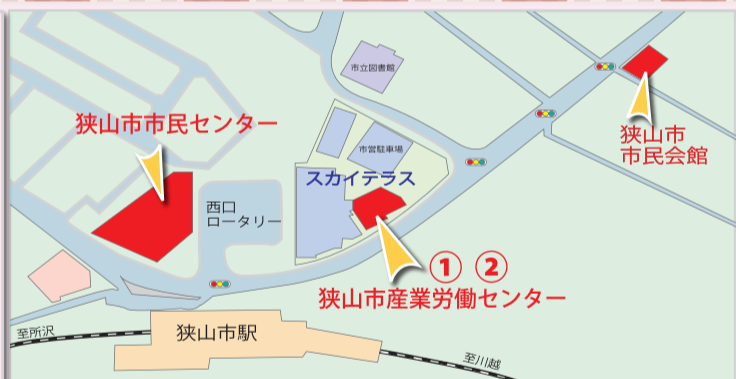 市立図書館
狭山市市民センター
狭山市
市民会館
市営駐車場
スカイテラス
西口
ロータリー
① ②
狭山市産業労働センター
至所沢
狭山市駅
至川越